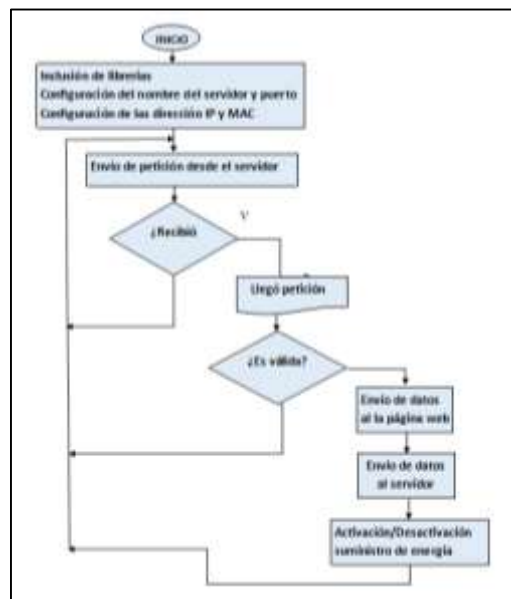 INICIO
Inclusión de librerías
Configuración del nombre del servidor y puerto
Configuración de las dirección IP y MAC
Envío de petición desde el servidor
V
¿Recibió
Llegó petición
¿Es válida?
Envío de datos
al la página web
Envío de datos
al servidor
Activación/Desactivación
suministro de energía